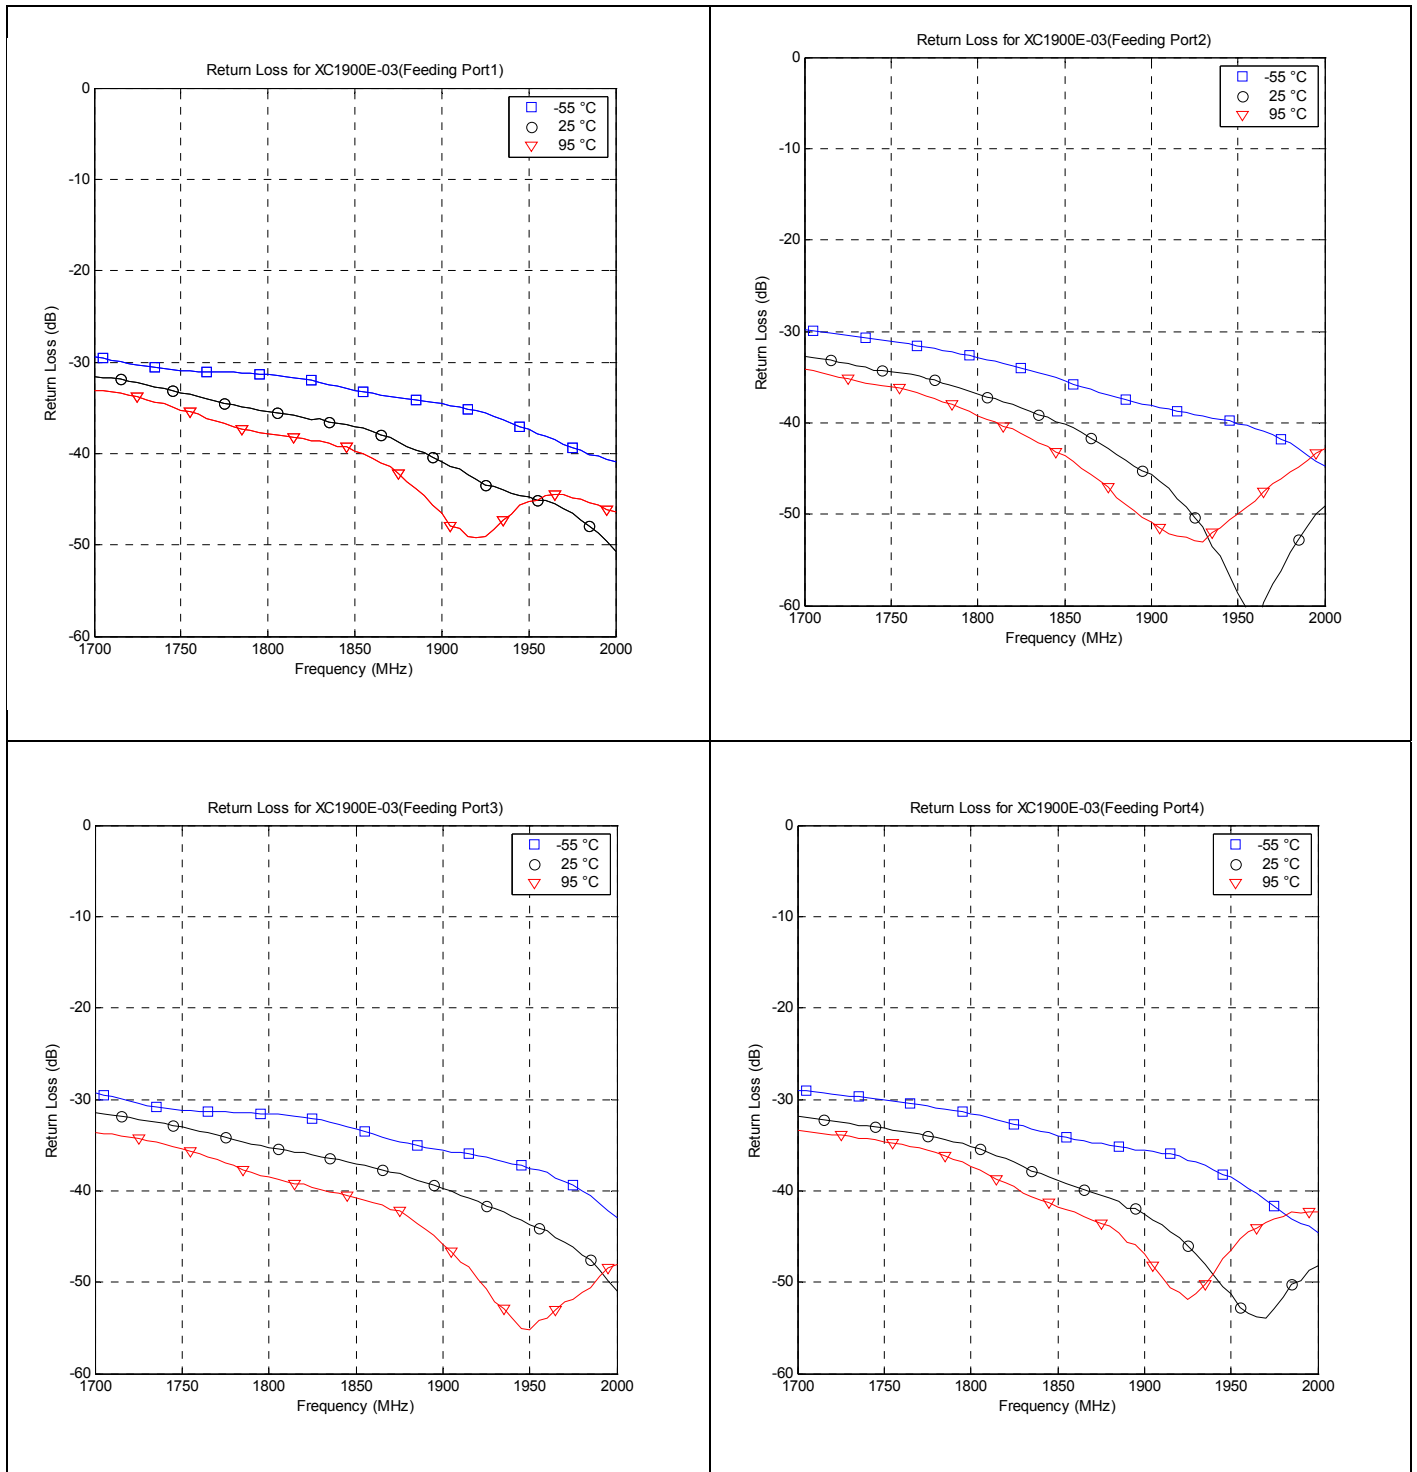 Return Loss for XC1900E-03(Feeding Port1)
0
-10
-20
-30
-40
-50
-60
Return Loss (dB)
-55 °C
25 °C
95 °C
1700 1750 1800 1850 1900 1950 2000
Frequency (MHz)
Return Loss for XC1900E-03(Feeding Port2)
0
-10
-20
-30
-40
-50
-60
Return Loss (dB)
-55 °C
25 °C
95 °C
1700 1750 1800 1850 1900 1950 2000
Frequency (MHz)
Return Loss for XC1900E-03(Feeding Port3)
0
-10
-20
-30
-40
-50
-60
Return Loss (dB)
-55 °C
25 °C
95 °C
1700 1750 1800 1850 1900 1950 2000
Frequency (MHz)
Return Loss for XC1900E-03(Feeding Port4)
0
-10
-20
-30
-40
-50
-60
Return Loss (dB)
-55 °C
25 °C
95 °C
1700 1750 1800 1850 1900 1950 2000
Frequency (MHz)